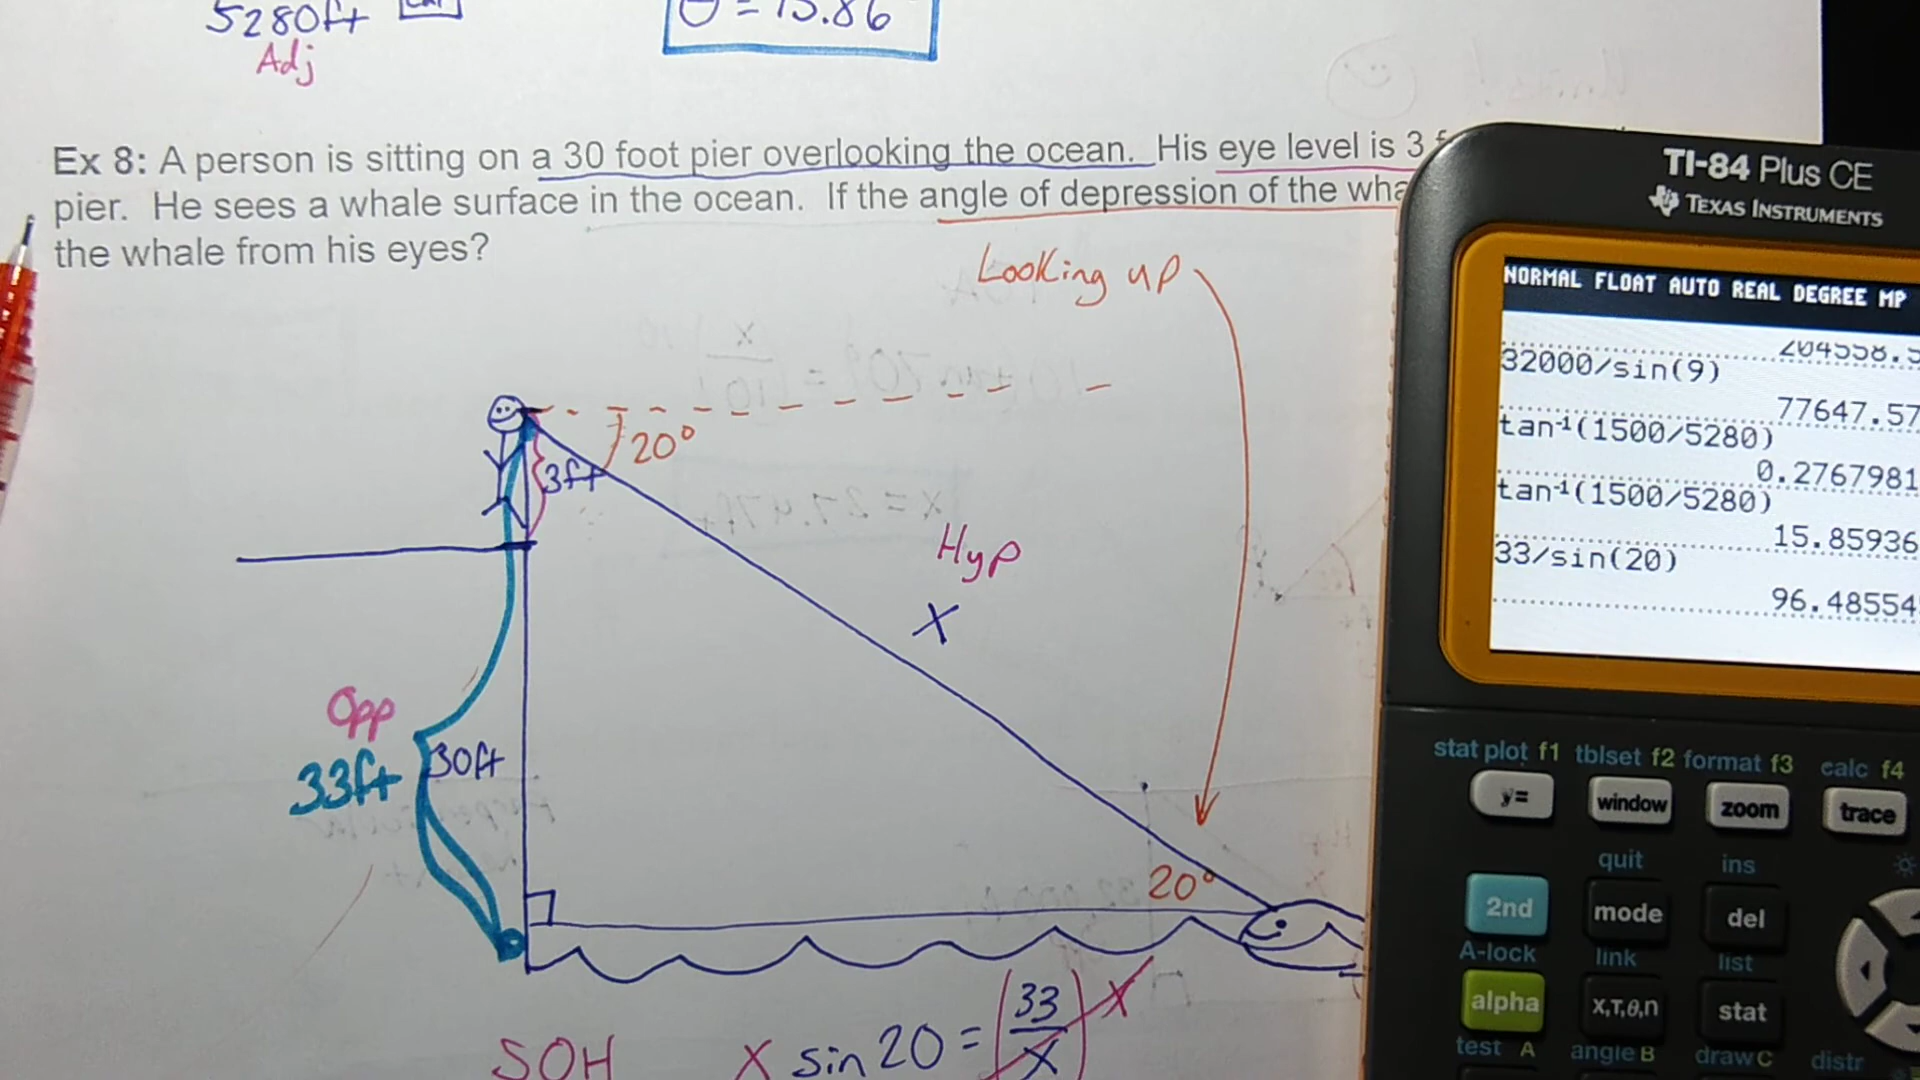 5280ft
Adj
θ = 15.86
Ex 8: A person is sitting on a 30 foot pier overlooking the ocean. His eye level is 3
pier. He sees a whale surface in the ocean. If the angle of depression of the
the whale from his eyes?
Looking up
20°
3ft
Hyp
X
Opp
33ft
30ft
20°
SOH
X sin 20 = (33/X) X
TI-84 Plus CE
TEXAS INSTRUMENTS
NORMAL FLOAT AUTO REAL DEGREE MP
204558.5
32000/sin(9)
77647.57
tan⁻¹(1500/5280)
0.2767981
tan⁻¹(1500/5280)
15.85936
33/sin(20)
96.48554
stat plot f1 tblset f2 format f3 calc f4
y= window zoom trace
quit ins
2nd mode del
A-lock link list
alpha X,T,θ,n stat
test A angle B draw C distr